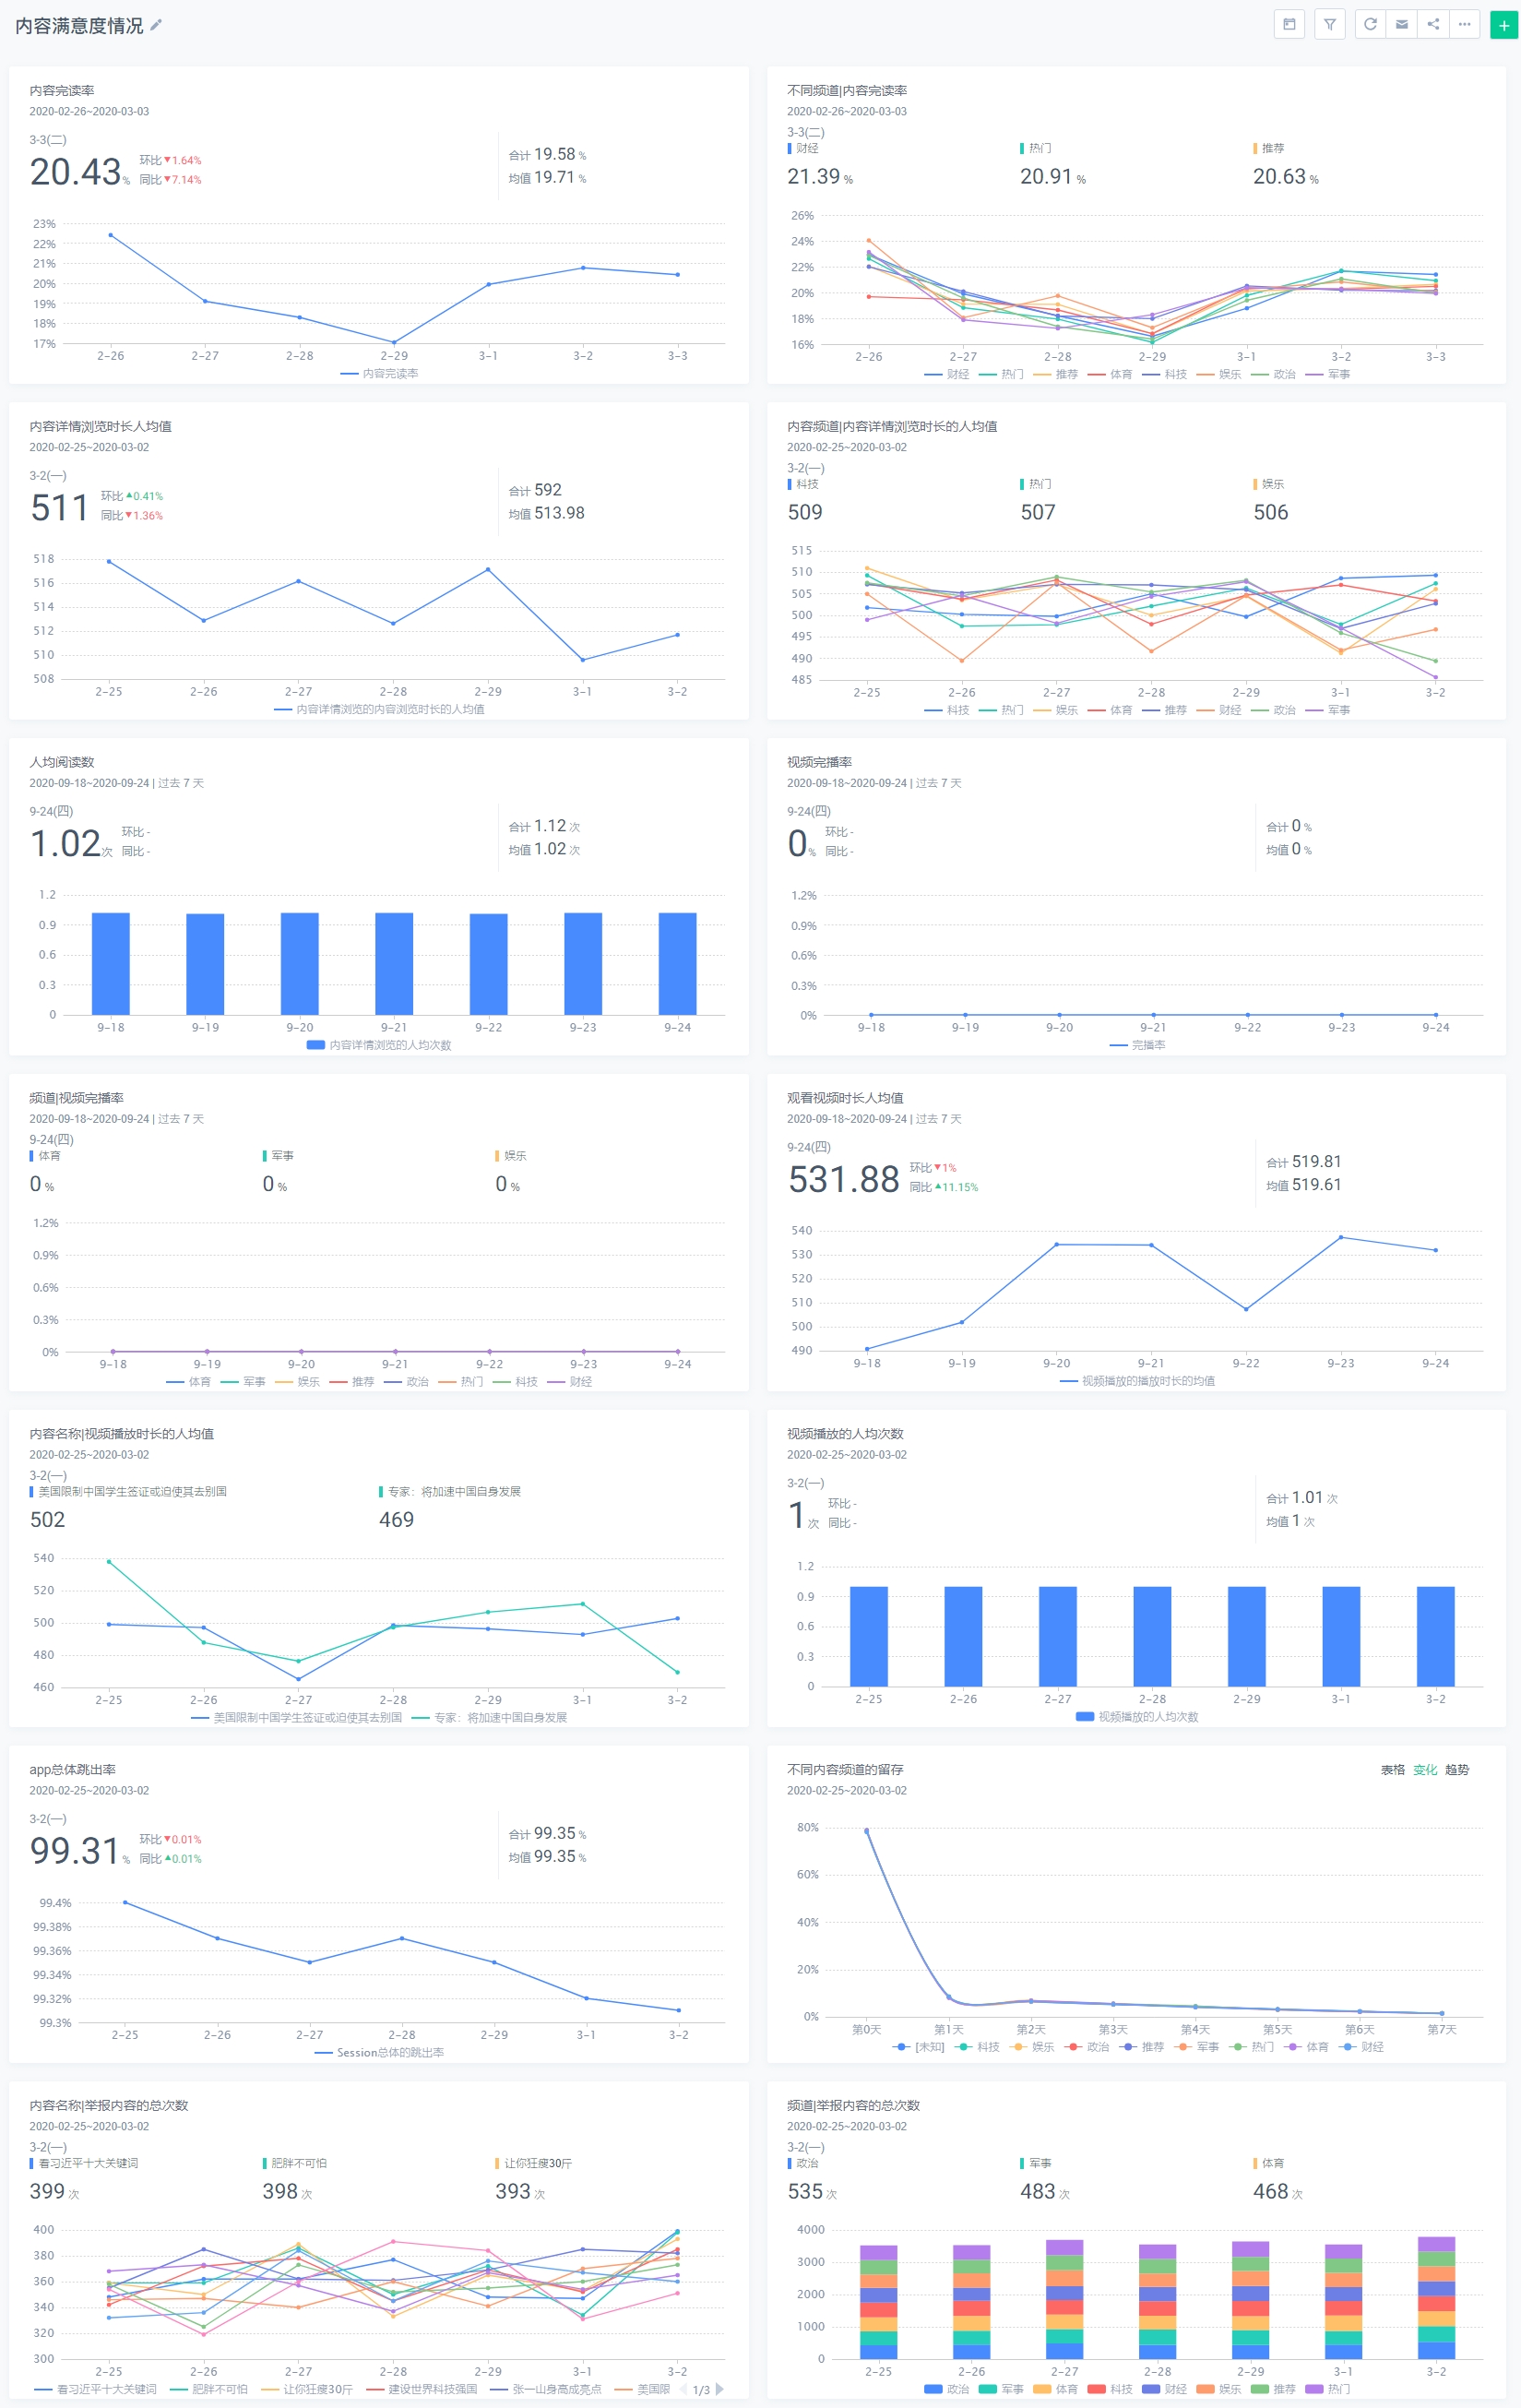 内容满意度情况
内容完读率
2020-02-26~2020-03-03
3-3(二)
20.43% 环比▼1.64% 合计 19.58 %
同比▼7.14% 均值 19.71 %
23%
22%
21%
20%
19%
18%
17%
2-26 2-27 2-28 2-29 3-1 3-2 3-3
内容完读率
不同频道|内容完读率
2020-02-26~2020-03-03
3-3(二)
财经 热门 推荐
21.39 % 20.91 % 20.63 %
26%
24%
22%
20%
18%
16%
2-26 2-27 2-28 2-29 3-1 3-2 3-3
财经 热门 推荐 体育 科技 娱乐 政治 军事
内容详情浏览时长人均值
2020-02-25~2020-03-02
3-2(一)
511 环比▲0.41% 合计 592
同比▼1.36% 均值 513.98
518
516
514
512
510
508
2-25 2-26 2-27 2-28 2-29 3-1 3-2
内容详情浏览的内容浏览时长的人均值
内容频道|内容详情浏览时长的人均值
2020-02-25~2020-03-02
3-2(一)
科技 热门 娱乐
509 507 506
515
510
505
500
495
490
485
2-25 2-26 2-27 2-28 2-29 3-1 3-2
科技 热门 娱乐 体育 推荐 财经 政治 军事
人均阅读数
2020-09-18~2020-09-24 | 过去 7 天
9-24(四)
1.02次 环比 - 合计 1.12 次
同比 - 均值 1.02 次
1.2
0.9
0.6
0.3
0
9-18 9-19 9-20 9-21 9-22 9-23 9-24
内容详情浏览的人均次数
视频完播率
2020-09-18~2020-09-24 | 过去 7 天
9-24(四)
0% 环比 - 合计 0 %
同比 - 均值 0 %
1.2%
0.9%
0.6%
0.3%
0%
9-18 9-19 9-20 9-21 9-22 9-23 9-24
完播率
频道|视频完播率
2020-09-18~2020-09-24 | 过去 7 天
9-24(四)
体育 军事 娱乐
0 % 0 % 0 %
1.2%
0.9%
0.6%
0.3%
0%
9-18 9-19 9-20 9-21 9-22 9-23 9-24
体育 军事 娱乐 推荐 政治 热门 科技 财经
观看视频时长人均值
2020-09-18~2020-09-24 | 过去 7 天
9-24(四)
531.88 环比▼1% 合计 519.81
同比▲11.15% 均值 519.61
540
530
520
510
500
490
9-18 9-19 9-20 9-21 9-22 9-23 9-24
视频播放的播放时长的均值
内容名称|视频播放时长的人均值
2020-02-25~2020-03-02
3-2(一)
美国限制中国学生签证或迫使其去别国 专家：将加速中国自身发展
502 469
540
520
500
480
460
2-25 2-26 2-27 2-28 2-29 3-1 3-2
美国限制中国学生签证或迫使其去别国 专家：将加速中国自身发展
视频播放的人均次数
2020-02-25~2020-03-02
3-2(一)
1次 环比 - 合计 1.01 次
同比 - 均值 1 次
1.2
0.9
0.6
0.3
0
2-25 2-26 2-27 2-28 2-29 3-1 3-2
视频播放的人均次数
app总体跳出率
2020-02-25~2020-03-02
3-2(一)
99.31% 环比▼0.01% 合计 99.35 %
同比▲0.01% 均值 99.35 %
99.4%
99.38%
99.36%
99.34%
99.32%
99.3%
2-25 2-26 2-27 2-28 2-29 3-1 3-2
Session总体的跳出率
不同内容频道的留存 表格 变化 趋势
2020-02-25~2020-03-02
80%
60%
40%
20%
0%
第0天 第1天 第2天 第3天 第4天 第5天 第6天 第7天
[未知] 科技 娱乐 政治 推荐 军事 热门 体育 财经
内容名称|举报内容的总次数
2020-02-25~2020-03-02
3-2(一)
看习近平十大关键词 肥胖不可怕 让你狂瘦30斤
399 次 398 次 393 次
400
380
360
340
320
300
2-25 2-26 2-27 2-28 2-29 3-1 3-2
看习近平十大关键词 肥胖不可怕 让你狂瘦30斤 建设世界科技强国 张一山身高成亮点 美国限 1/3
频道|举报内容的总次数
2020-02-25~2020-03-02
3-2(一)
政治 军事 体育
535 次 483 次 468 次
4000
3000
2000
1000
0
2-25 2-26 2-27 2-28 2-29 3-1 3-2
政治 军事 体育 科技 财经 娱乐 推荐 热门